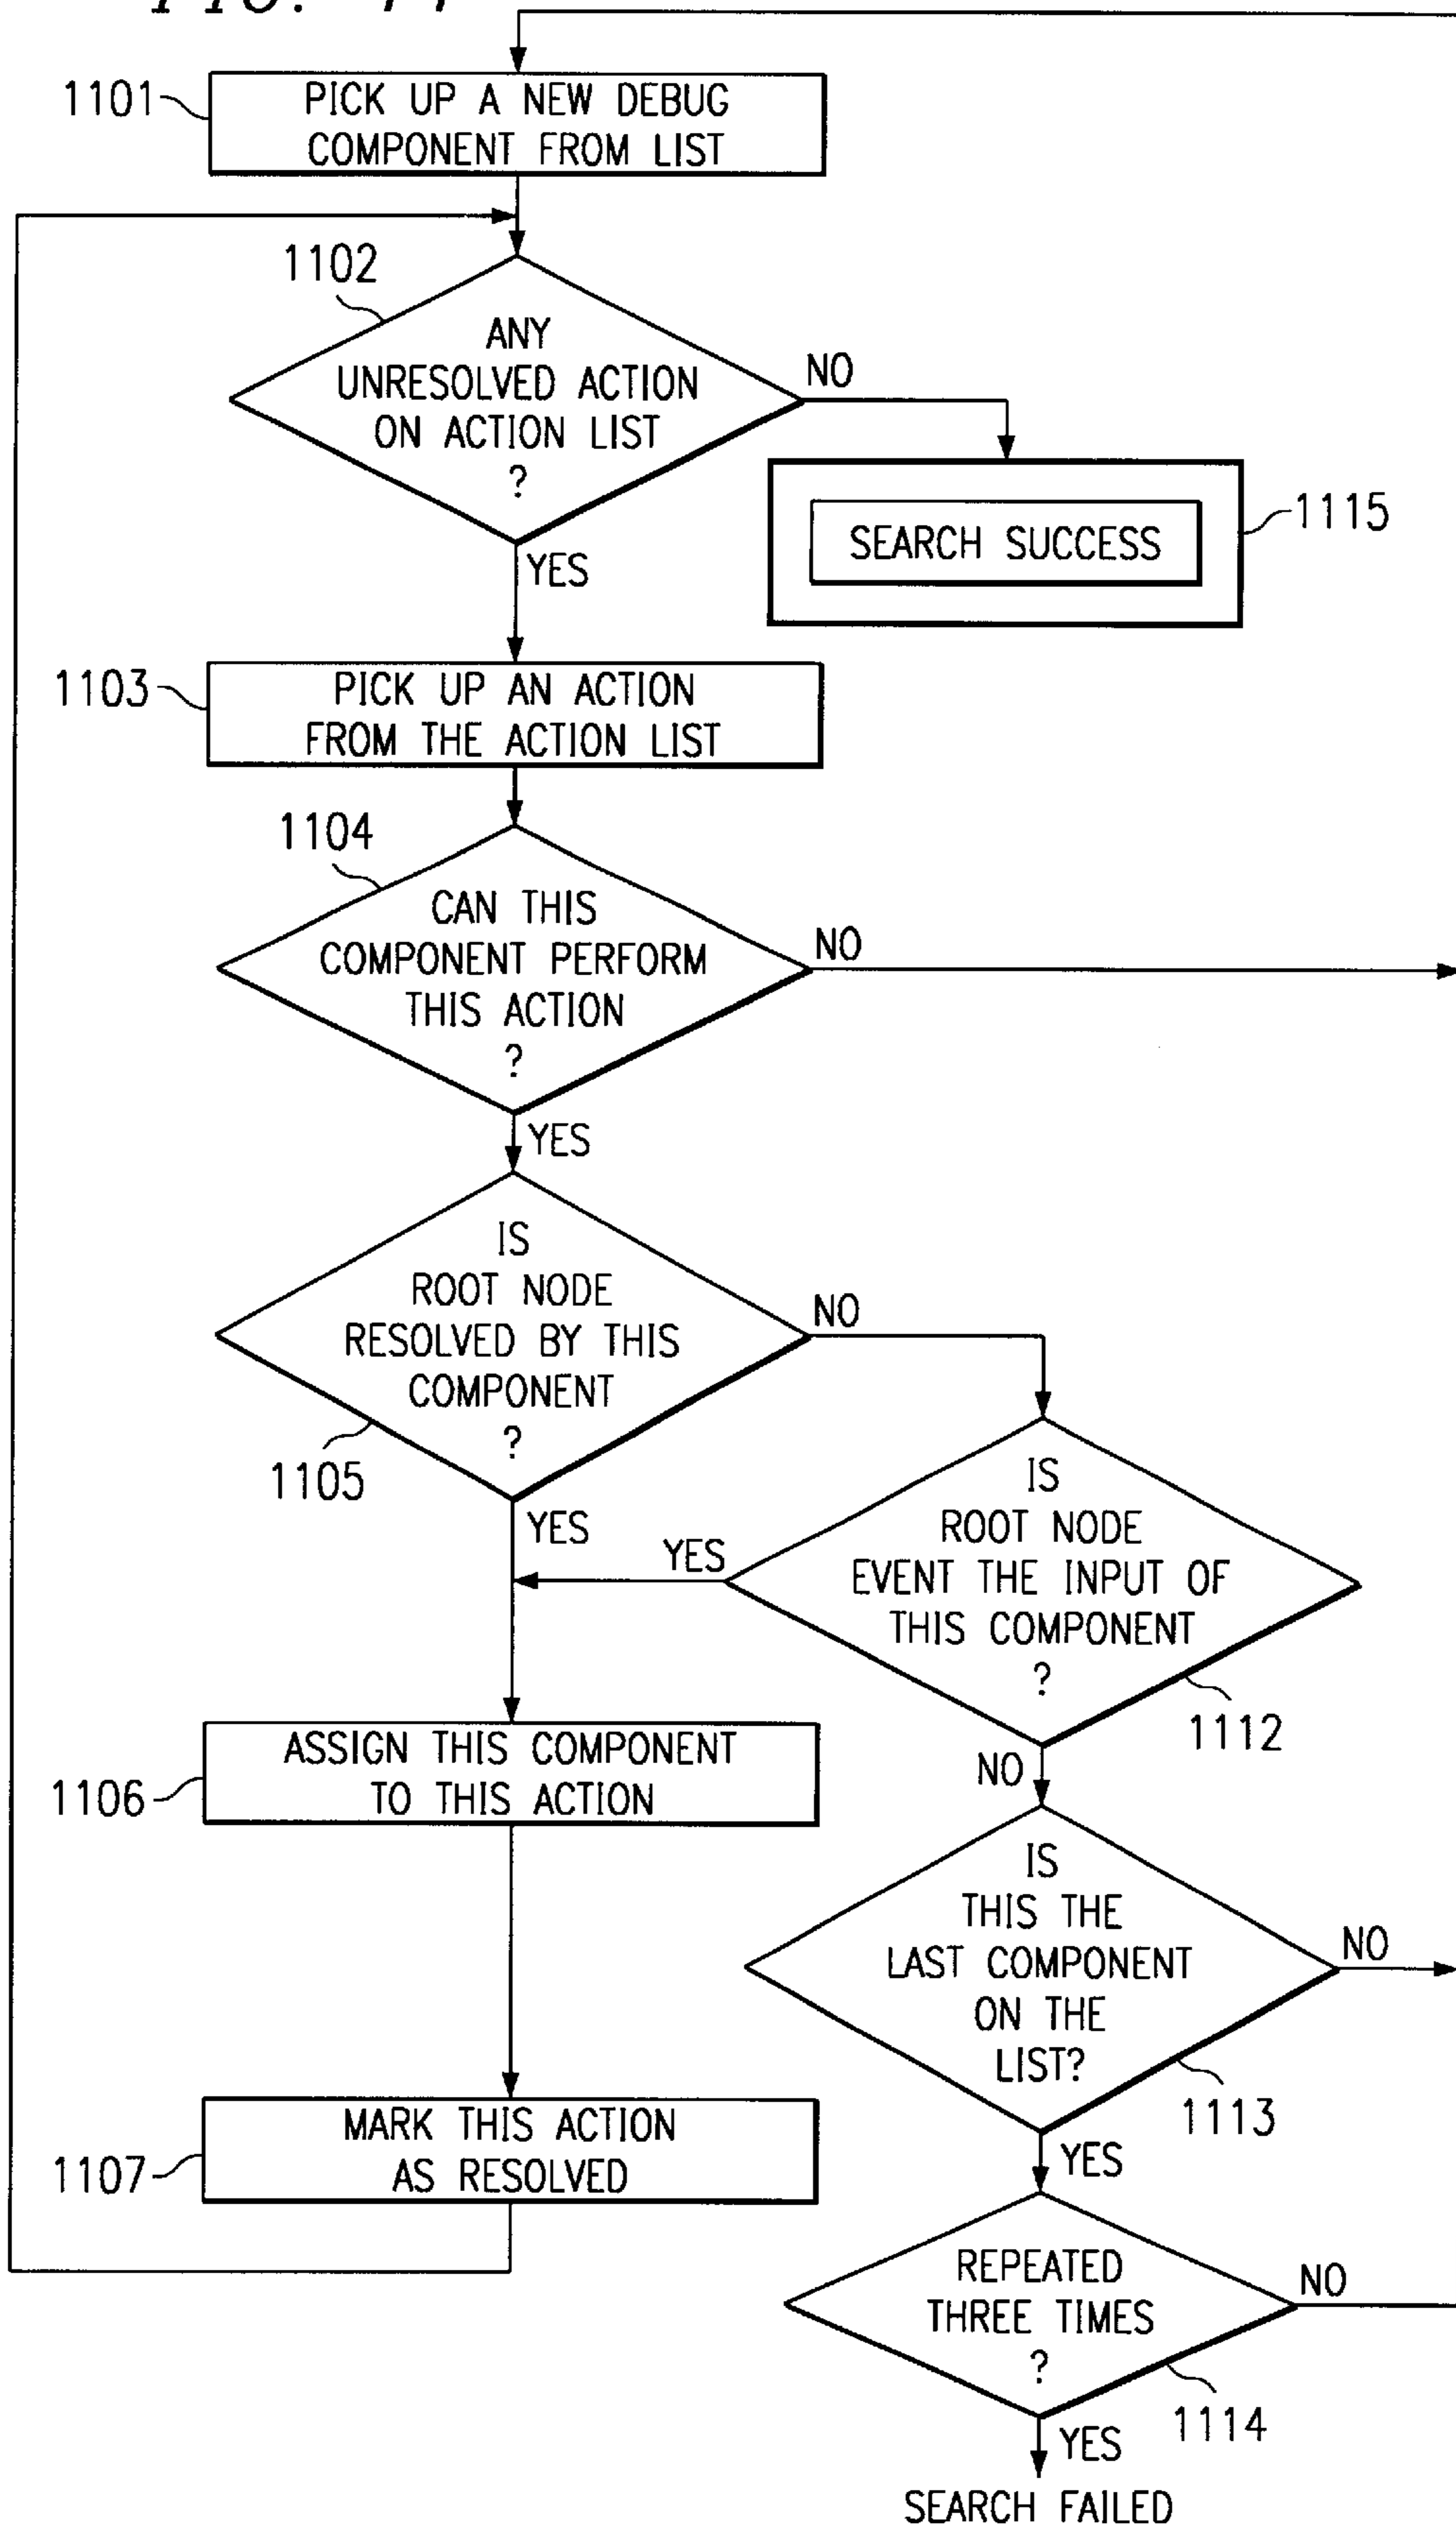 1101
PICK UP A NEW DEBUG
COMPONENT FROM LIST
1102
ANY
UNRESOLVED ACTION
ON ACTION LIST
?
NO
SEARCH SUCCESS
1115
YES
1103
PICK UP AN ACTION
FROM THE ACTION LIST
1104
CAN THIS
COMPONENT PERFORM
THIS ACTION
?
NO
YES
IS
ROOT NODE
RESOLVED BY THIS
COMPONENT
?
NO
1105
YES
IS
ROOT NODE
EVENT THE INPUT OF
THIS COMPONENT
?
YES
1112
NO
1106
ASSIGN THIS COMPONENT
TO THIS ACTION
IS
THIS THE
LAST COMPONENT
ON THE
LIST?
NO
1113
YES
1107
MARK THIS ACTION
AS RESOLVED
REPEATED
THREE TIMES
?
NO
1114
YES
SEARCH FAILED